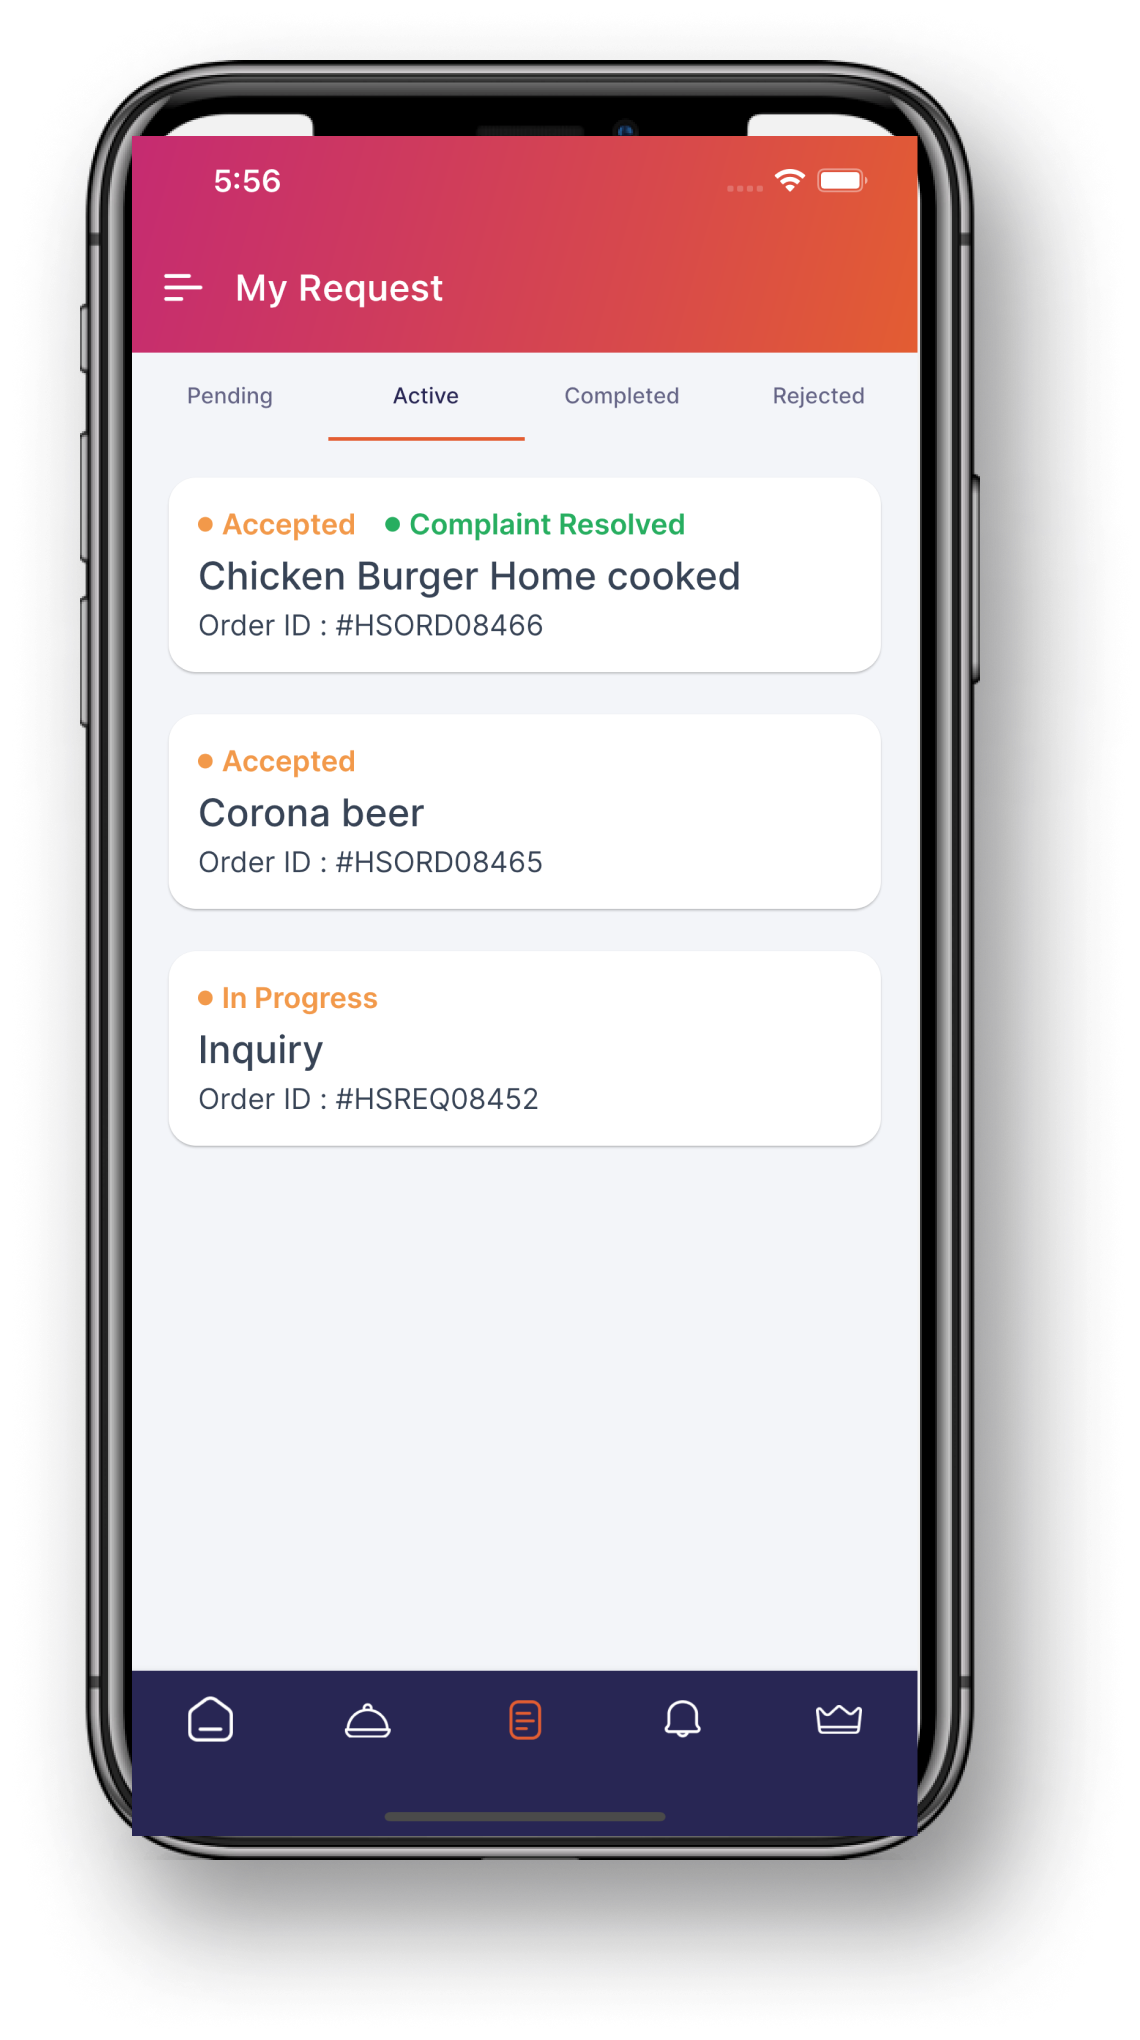 5:56
My Request
Pending Active Completed Rejected
Accepted Complaint Resolved
Chicken Burger Home cooked
Order ID : #HSORD08466
Accepted
Corona beer
Order ID : #HSORD08465
In Progress
Inquiry
Order ID : #HSREQ08452